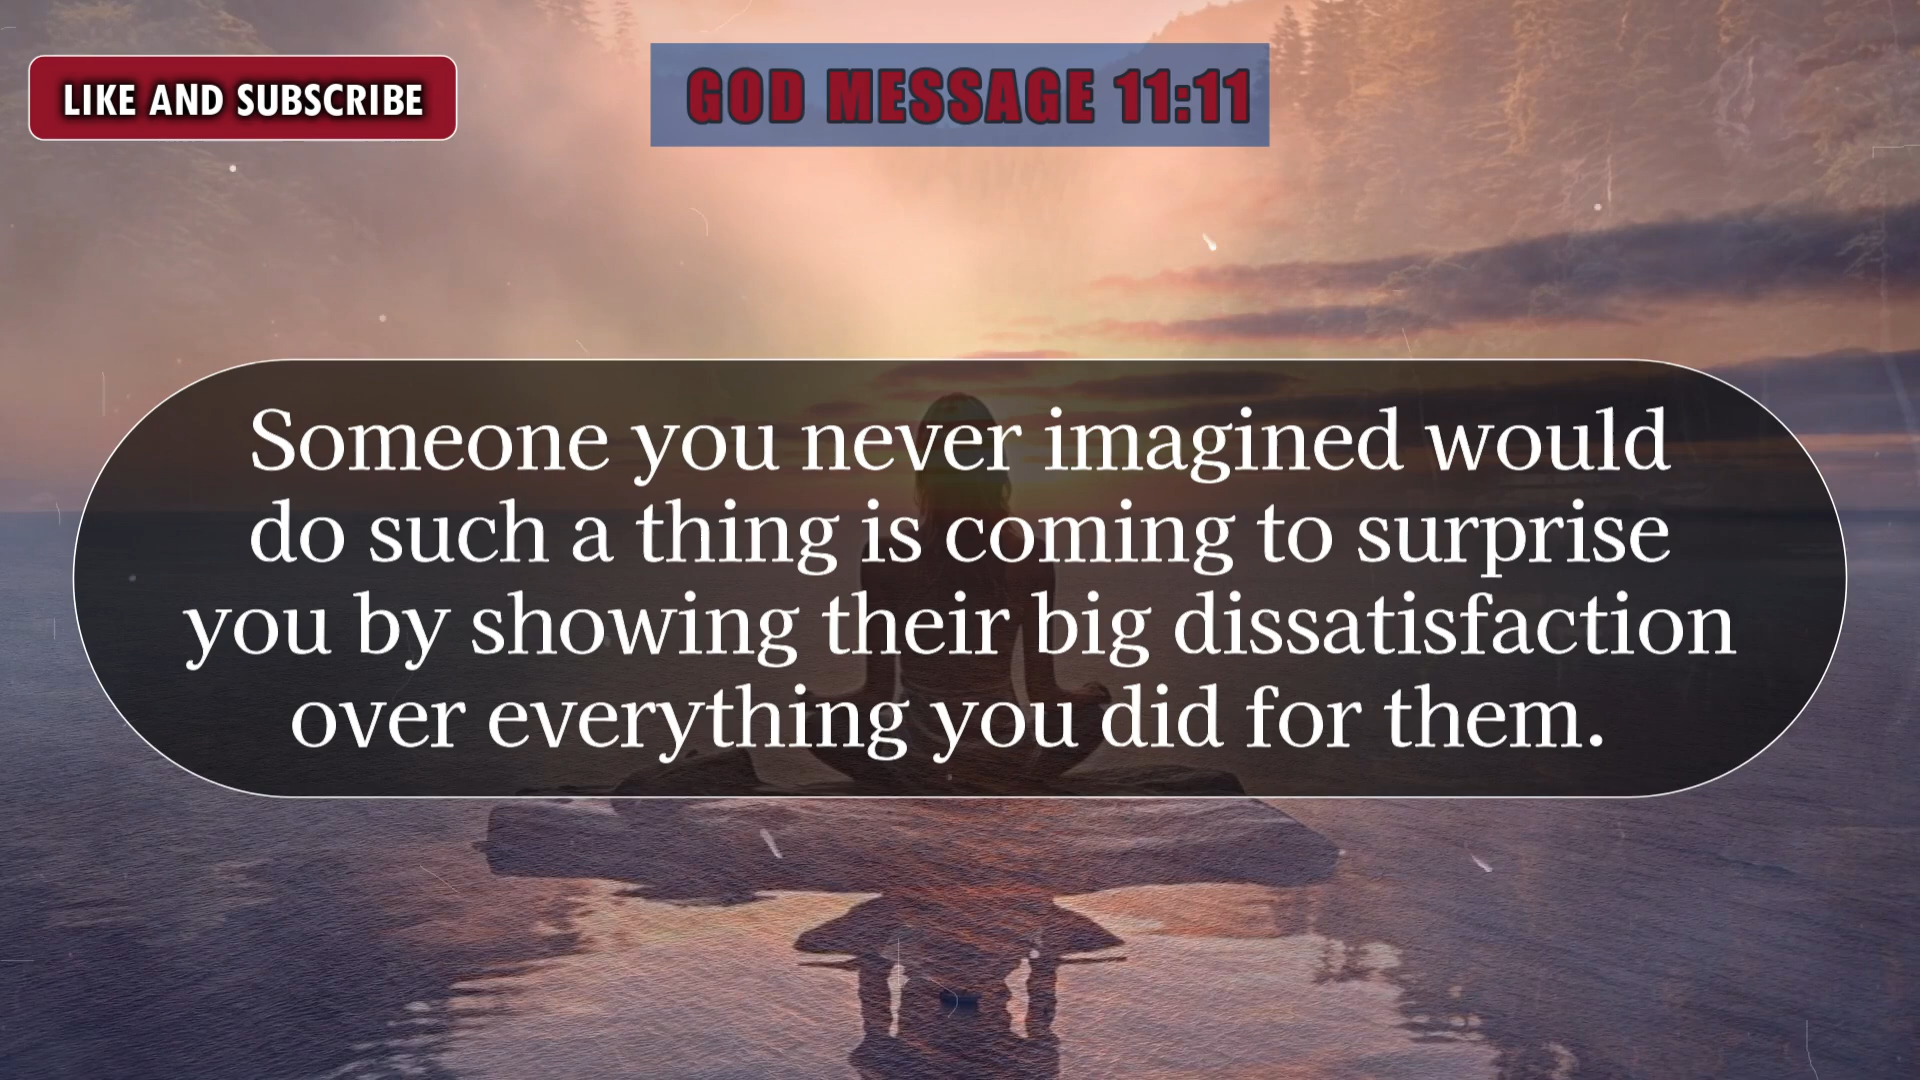 LIKE AND SUBSCRIBE
GOD MESSAGE 11:11
Someone you never imagined would
do such a thing is coming to surprise
you by showing their big dissatisfaction
over everything you did for them.